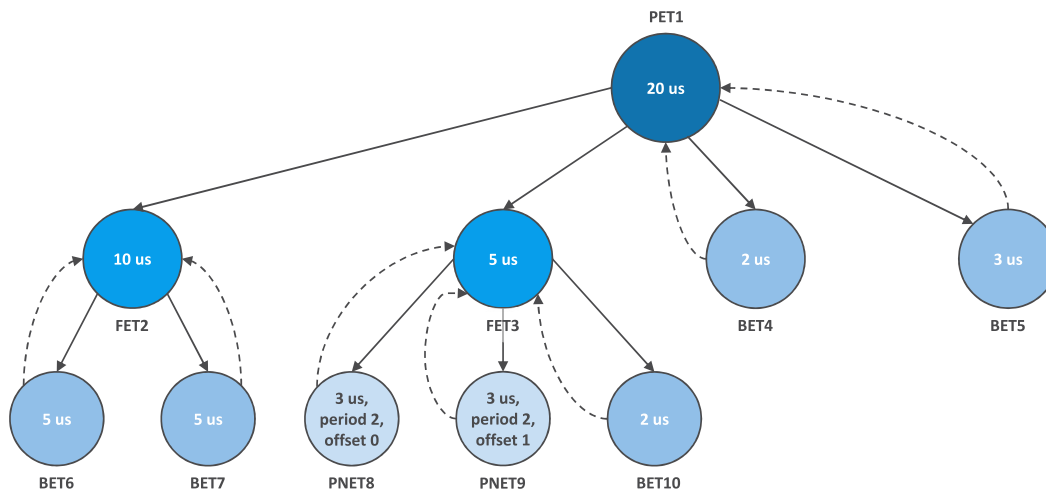 PET1
20 us
10 us
5 us
2 us
3 us
FET2
FET3
BET4
BET5
5 us
5 us
3 us,
period 2,
offset 0
3 us,
period 2,
offset 1
2 us
BET6
BET7
PNET8
PNET9
BET10